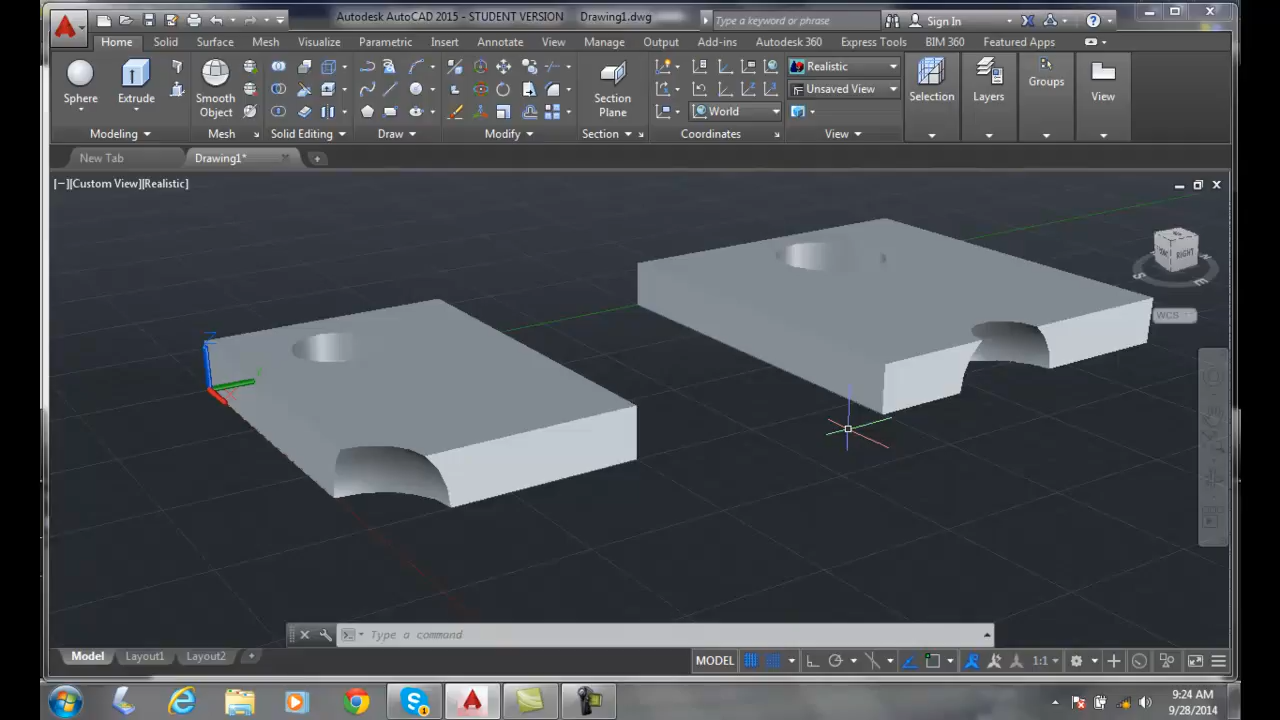 Autodesk AutoCAD 2015 - STUDENT VERSION Drawing1.dwg
Type a keyword or phrase
Sign In
Home Solid Surface Mesh Visualize Parametric Insert Annotate View Manage Output Add-ins Autodesk 360 Express Tools BIM 360 Featured Apps
Sphere
Extrude
Smooth
Object
Section
Plane
Realistic
Unsaved View
World
Selection
Layers
Groups
View
Modeling Mesh Solid Editing Draw Modify Section Coordinates View
New Tab Drawing1*
[−][Custom View][Realistic]
RIGHT
S
E
WCS
Z
Type a command
Model Layout1 Layout2
MODEL
1:1
1
9:24 AM
9/28/2014